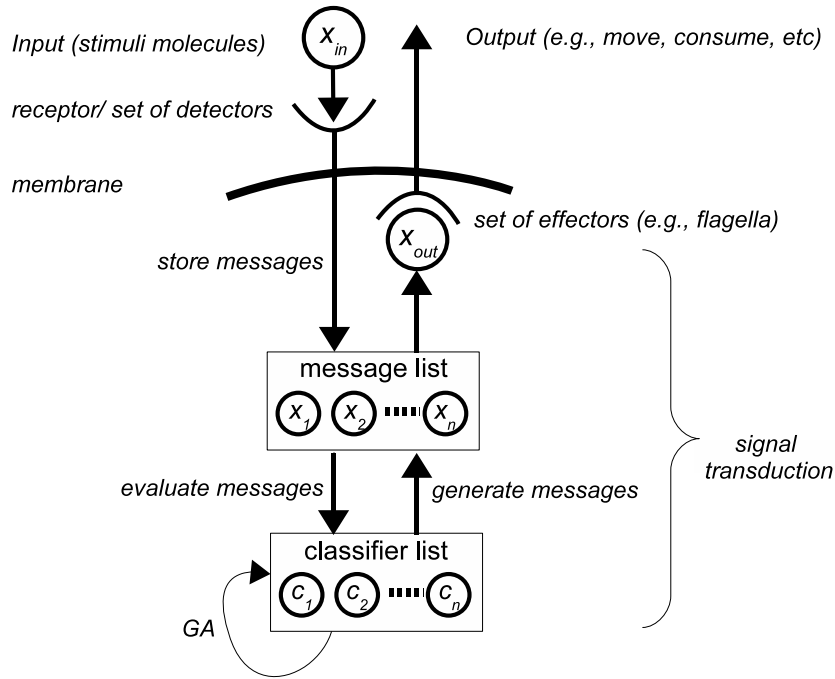 Input (stimuli molecules)
x_in
Output (e.g., move, consume, etc)
receptor/ set of detectors
membrane
set of effectors (e.g., flagella)
x_out
store messages
message list
x_1 x_2 x_n
signal
transduction
evaluate messages
generate messages
classifier list
c_1 c_2 c_n
GA